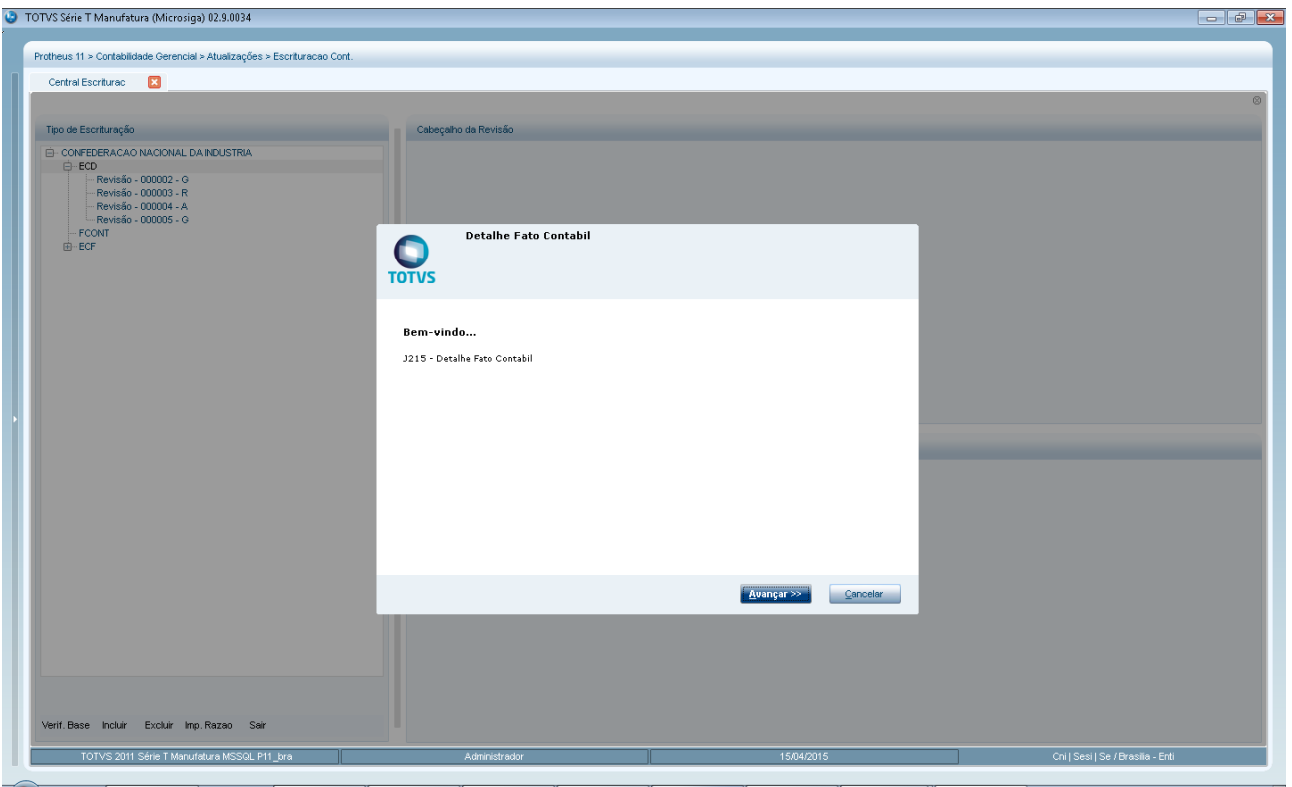 TOTVS Série T Manufatura (Microsiga) 02.9.0034
Protheus 11 > Contabilidade Gerencial > Atualizações > Escrituracao Cont.
Central Escriturac
Tipo de Escrituração
Cabeçalho da Revisão
CONFEDERACAO NACIONAL DA INDUSTRIA
ECD
Revisão - 000002 - G
Revisão - 000003 - R
Revisão - 000004 - A
Revisão - 000005 - G
FCONT
ECF
Detalhe Fato Contabil
TOTVS
Bem-vindo...
J215 - Detalhe Fato Contabil
Avançar >> Cancelar
Verif. Base Incluir Excluir Imp. Razao Sair
TOTVS 2011 Série T Manufatura MSSQL P11_bra Administrador 15/04/2015 Cni | Sesi | Se / Brasilia - Enti